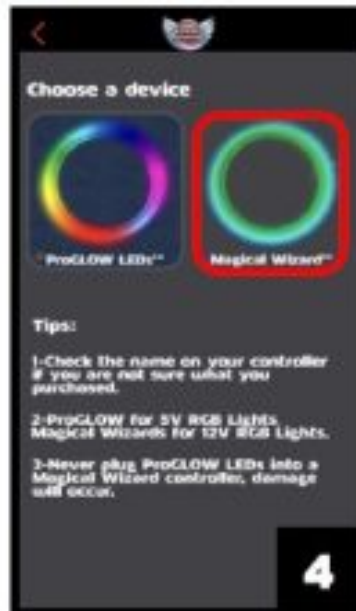 Choose a device
ProGLOW LEDs™
Magical Wizard™
Tips:
1-Check the name on your controller
if you are not sure what you
purchased.
2-ProGLOW for 5V RGB Lights
Magical Wizards for 12V RGB Lights.
3-Never plug ProGLOW LEDs into a
Magical Wizard controller, damage
will occur.
4